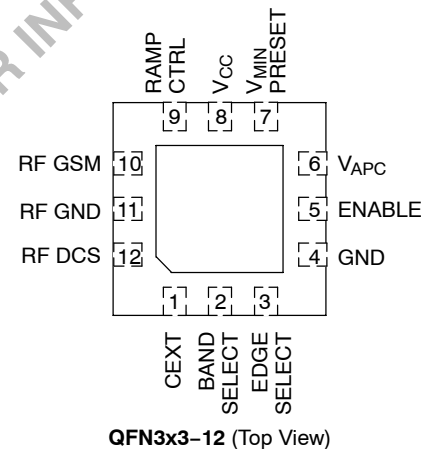 R INF
RAMP
CTRL
VCC
VMIN
PRESET
9
8
7
RF GSM
10
6
VAPC
RF GND
11
5
ENABLE
RF DCS
12
4
GND
1
2
3
CEXT
BAND
SELECT
EDGE
SELECT
QFN3x3−12 (Top View)